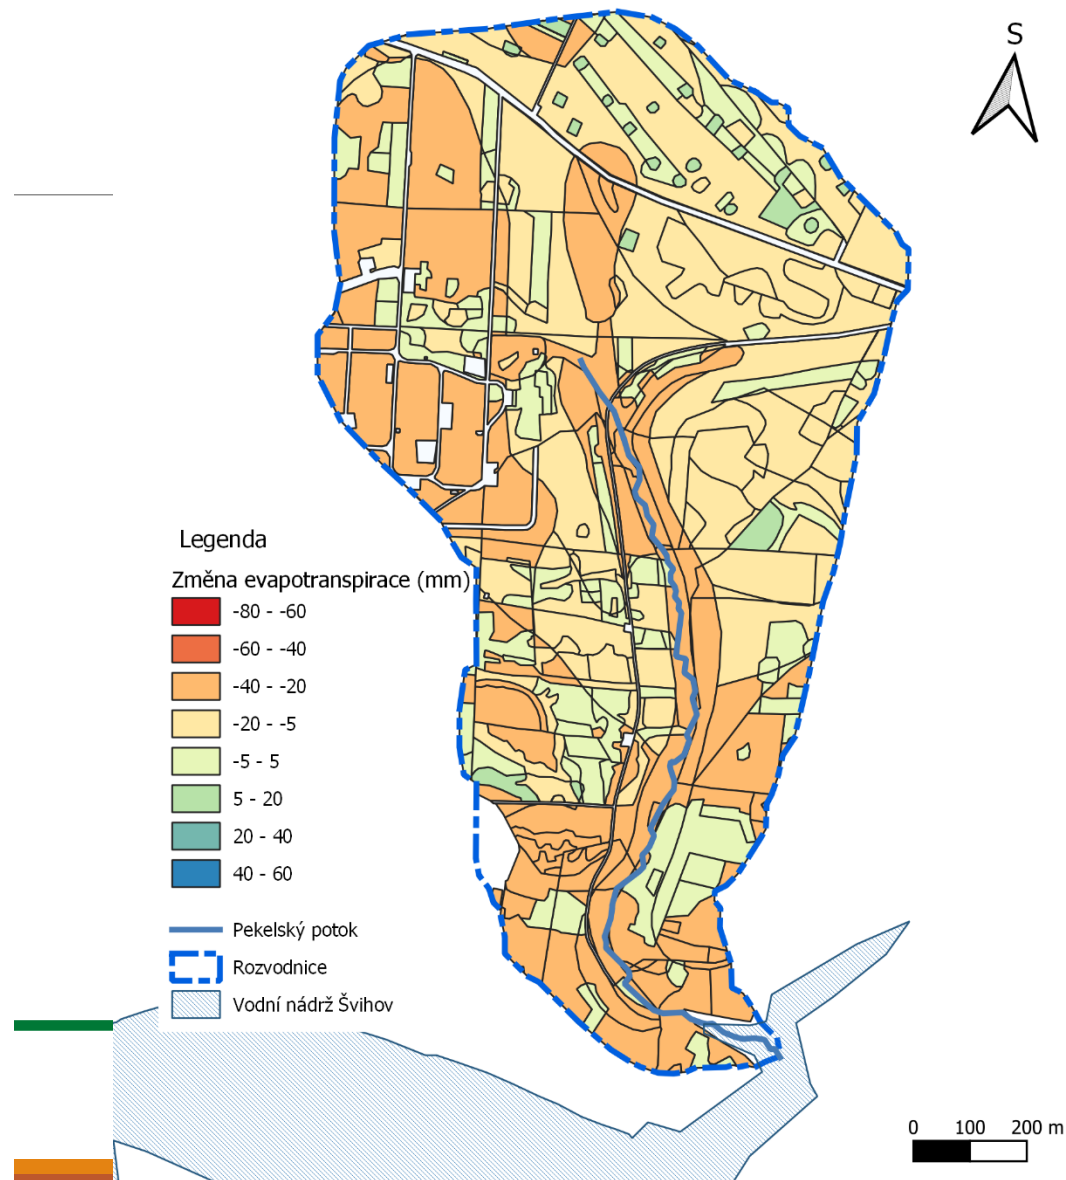 S
Legenda
Změna evapotranspirace (mm)
-80 - -60
-60 - -40
-40 - -20
-20 - -5
-5 - 5
5 - 20
20 - 40
40 - 60
Pekelský potok
Rozvodnice
Vodní nádrž Švihov
0 100 200 m